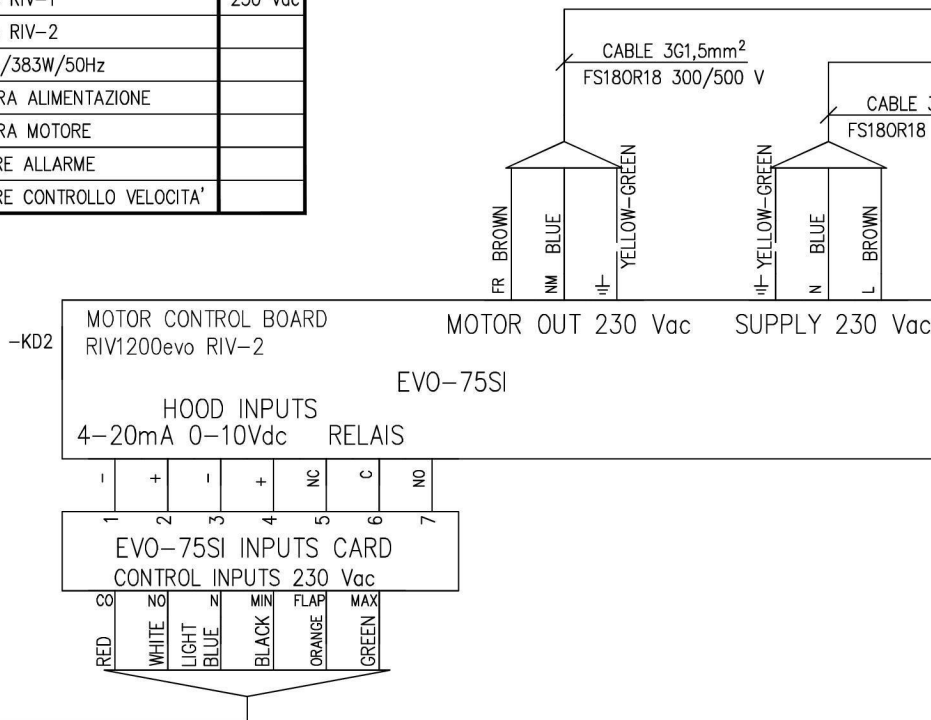 RIV-1 230 Vac
RIV-2
/383W/50Hz
RA ALIMENTAZIONE
RA MOTORE
RE ALLARME
RE CONTROLLO VELOCITA'
CABLE 3G1,5mm²
FS18OR18 300/500 V
CABLE 3
FS18OR18
FR BROWN
NM BLUE
YELLOW-GREEN
YELLOW-GREEN
N BLUE
L BROWN
-KD2
MOTOR CONTROL BOARD
RIV1200evo RIV-2
MOTOR OUT 230 Vac
SUPPLY 230 Vac
EVO-75SI
HOOD INPUTS
4-20mA 0-10Vdc RELAIS
- + - + NC C NO
1 2 3 4 5 6 7
EVO-75SI INPUTS CARD
CONTROL INPUTS 230 Vac
CO NO N MIN FLAP MAX
RED
WHITE
LIGHT
BLUE
BLACK
ORANGE
GREEN